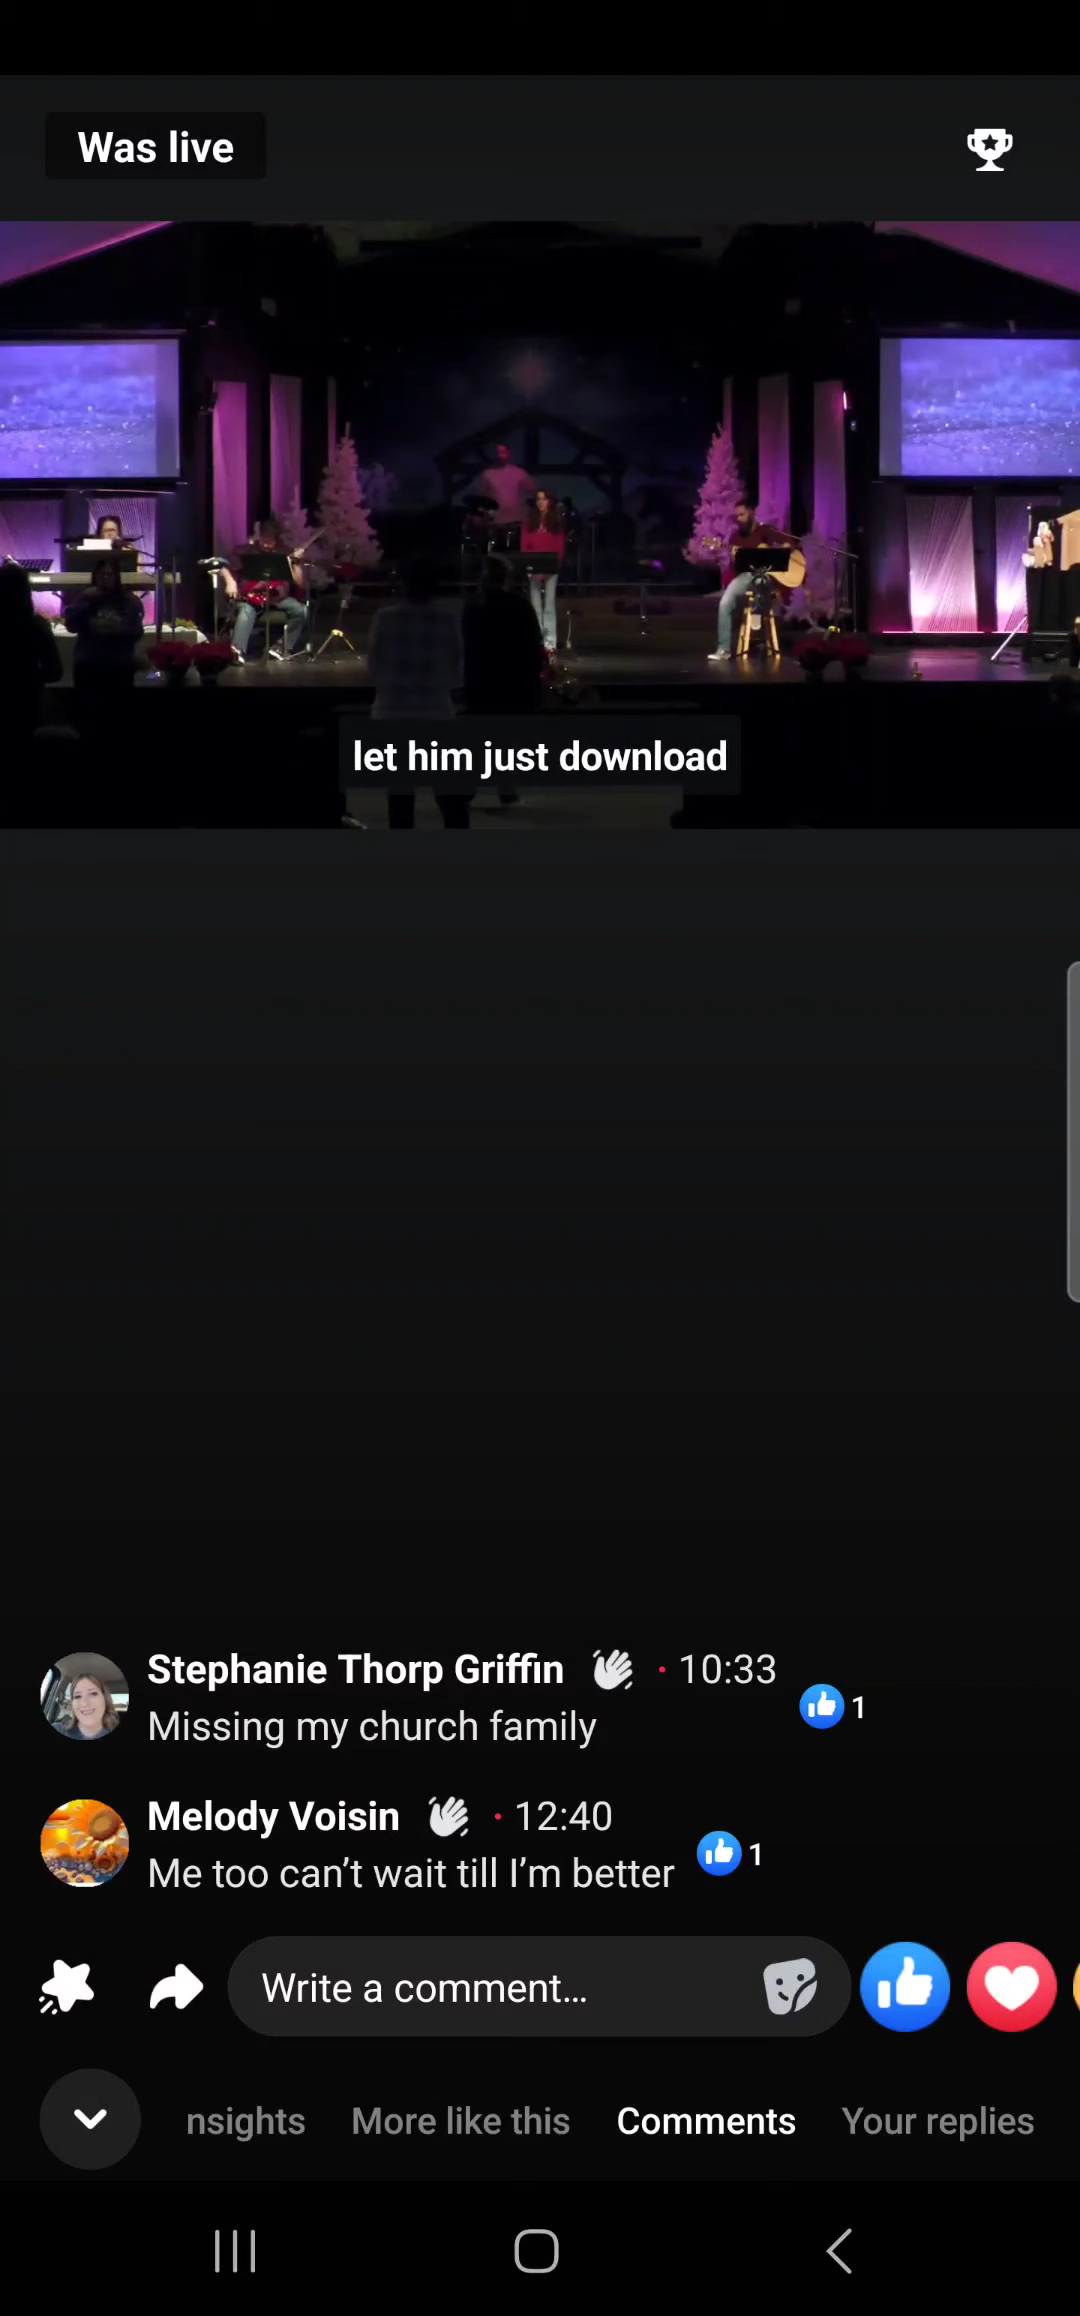 Was live
let him just download
Stephanie Thorp Griffin · 10:33
Missing my church family
1
Melody Voisin · 12:40
Me too can’t wait till I’m better
1
Write a comment...
nsights More like this Comments Your replies